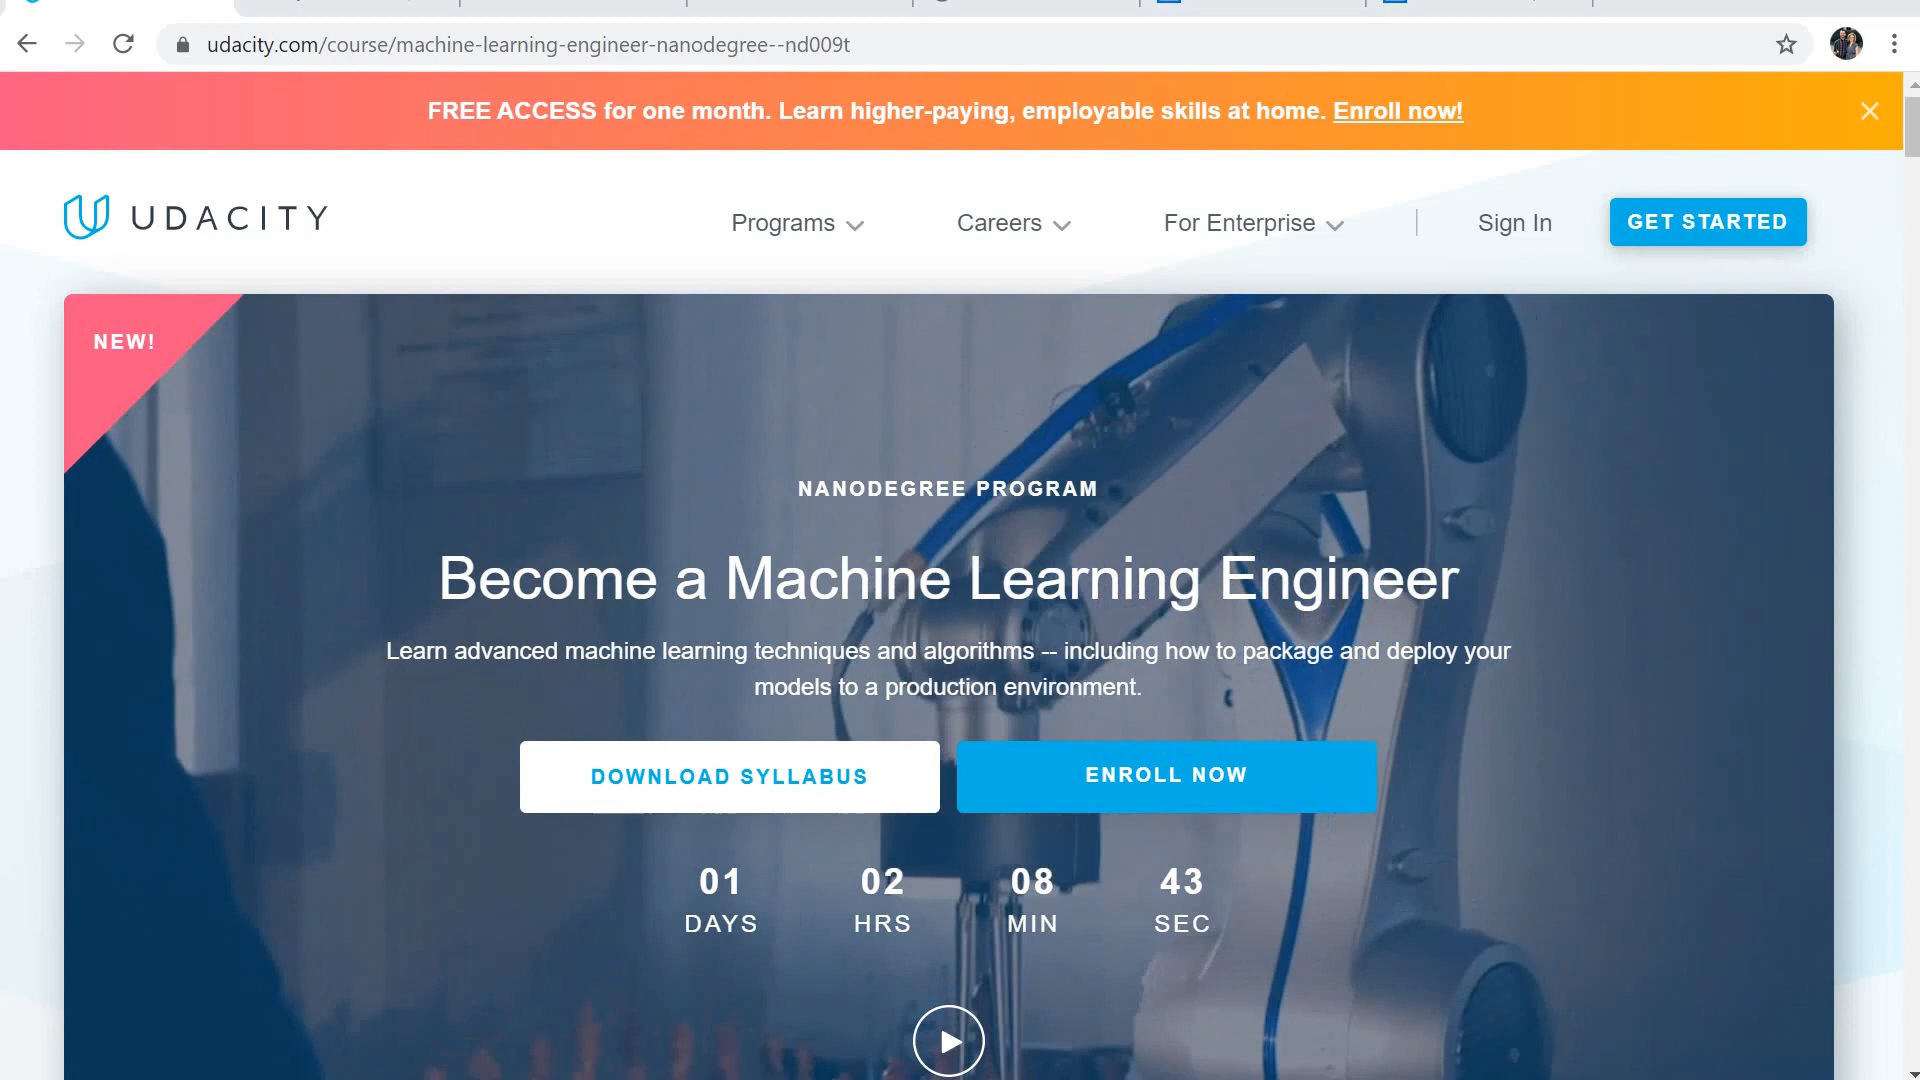 udacity.com/course/machine-learning-engineer-nanodegree--nd009t
FREE ACCESS for one month. Learn higher-paying, employable skills at home. Enroll now!
UDACITY
Programs
Careers
For Enterprise
Sign In
GET STARTED
NEW!
NANODEGREE PROGRAM
Become a Machine Learning Engineer
Learn advanced machine learning techniques and algorithms -- including how to package and deploy your
models to a production environment.
DOWNLOAD SYLLABUS
ENROLL NOW
01 02 08 43
DAYS HRS MIN SEC